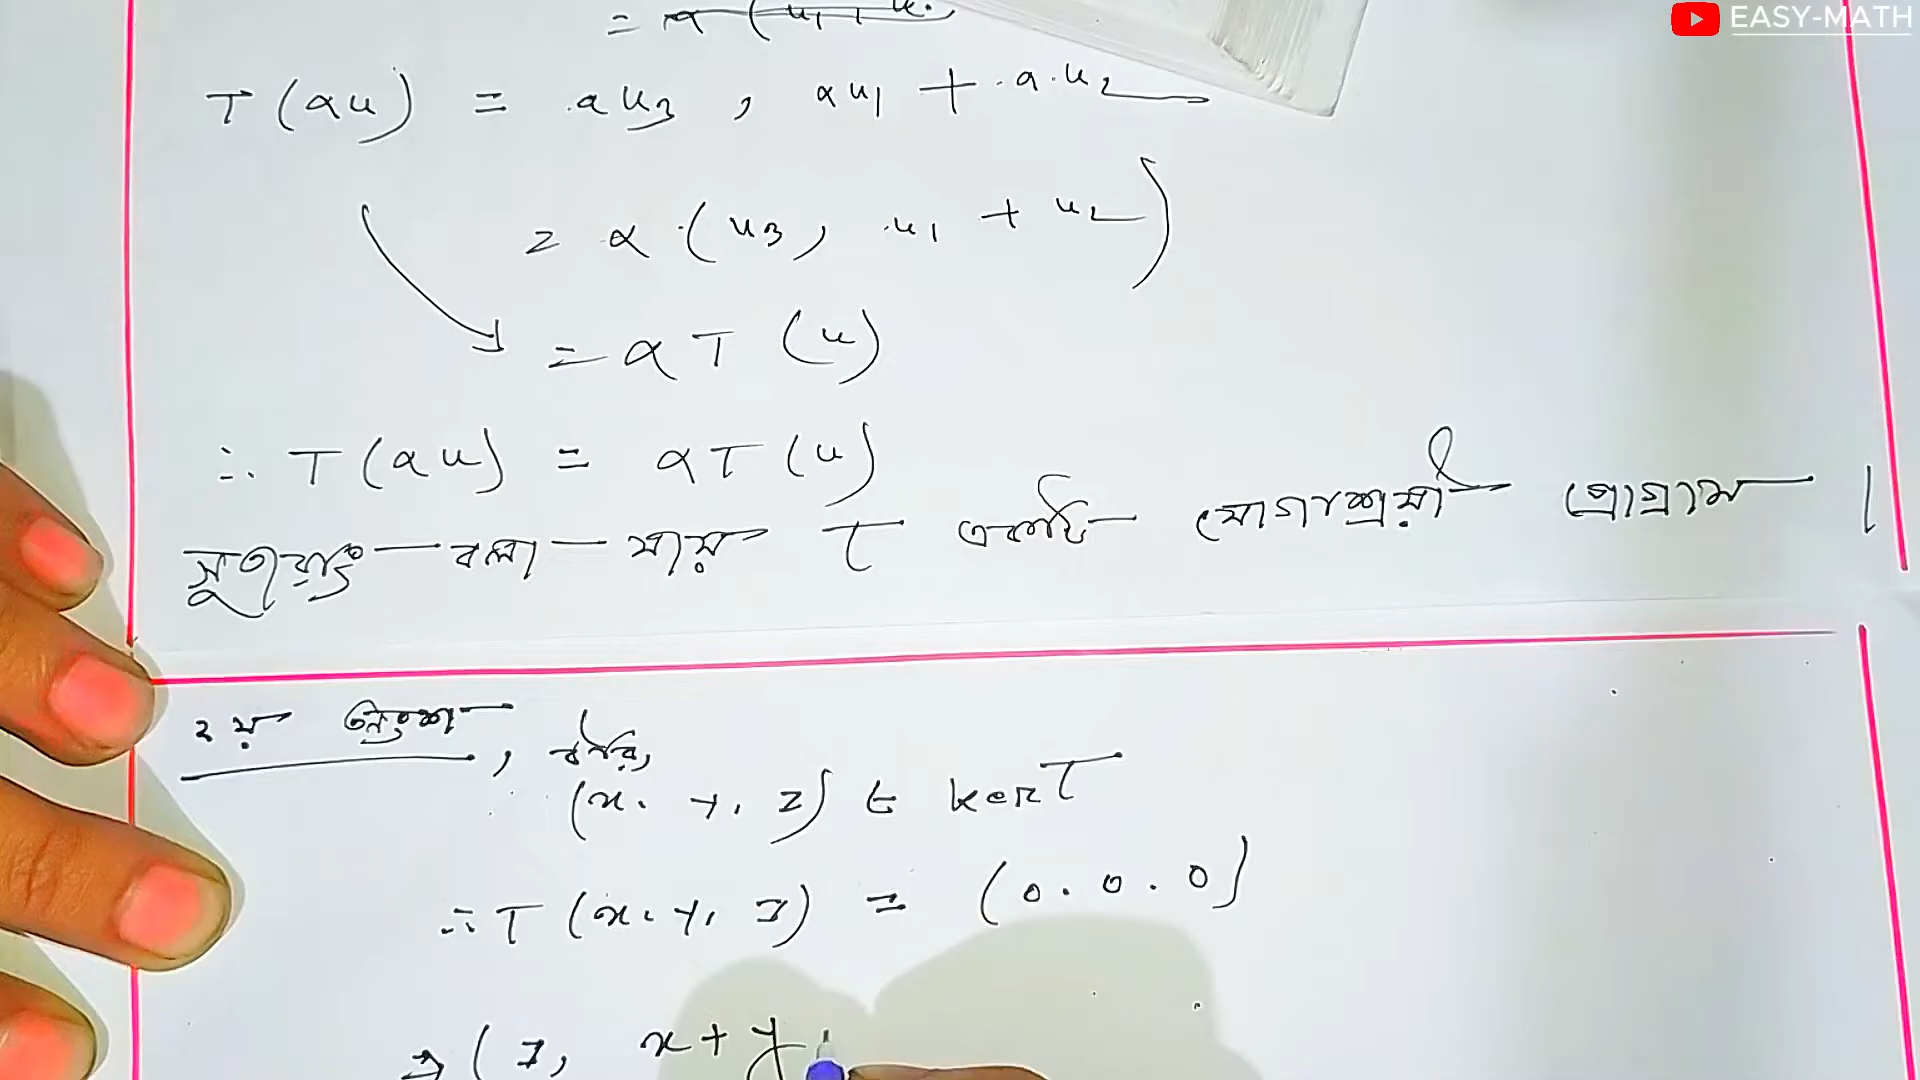 EASY-MATH
T(αu) = αu3, αu1 + α.u2
= α.(u3, u1 + u2)
= αT(u)
∴ T(αu) = αT(u)
সুতরাং বলা যায় T একটি যোগাশ্রয়ী প্রোগ্রাম।
২য় অংশ, ধরি,
(x, y, z) ∈ kerT
∴ T(x, y, z) = (0.0.0)
⇒ (z, x+y